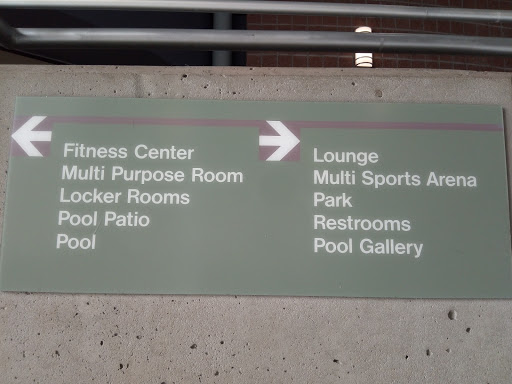 Fitness Center
Multi Purpose Room
Locker Rooms
Pool Patio
Pool
Lounge
Multi Sports Arena
Park
Restrooms
Pool Gallery